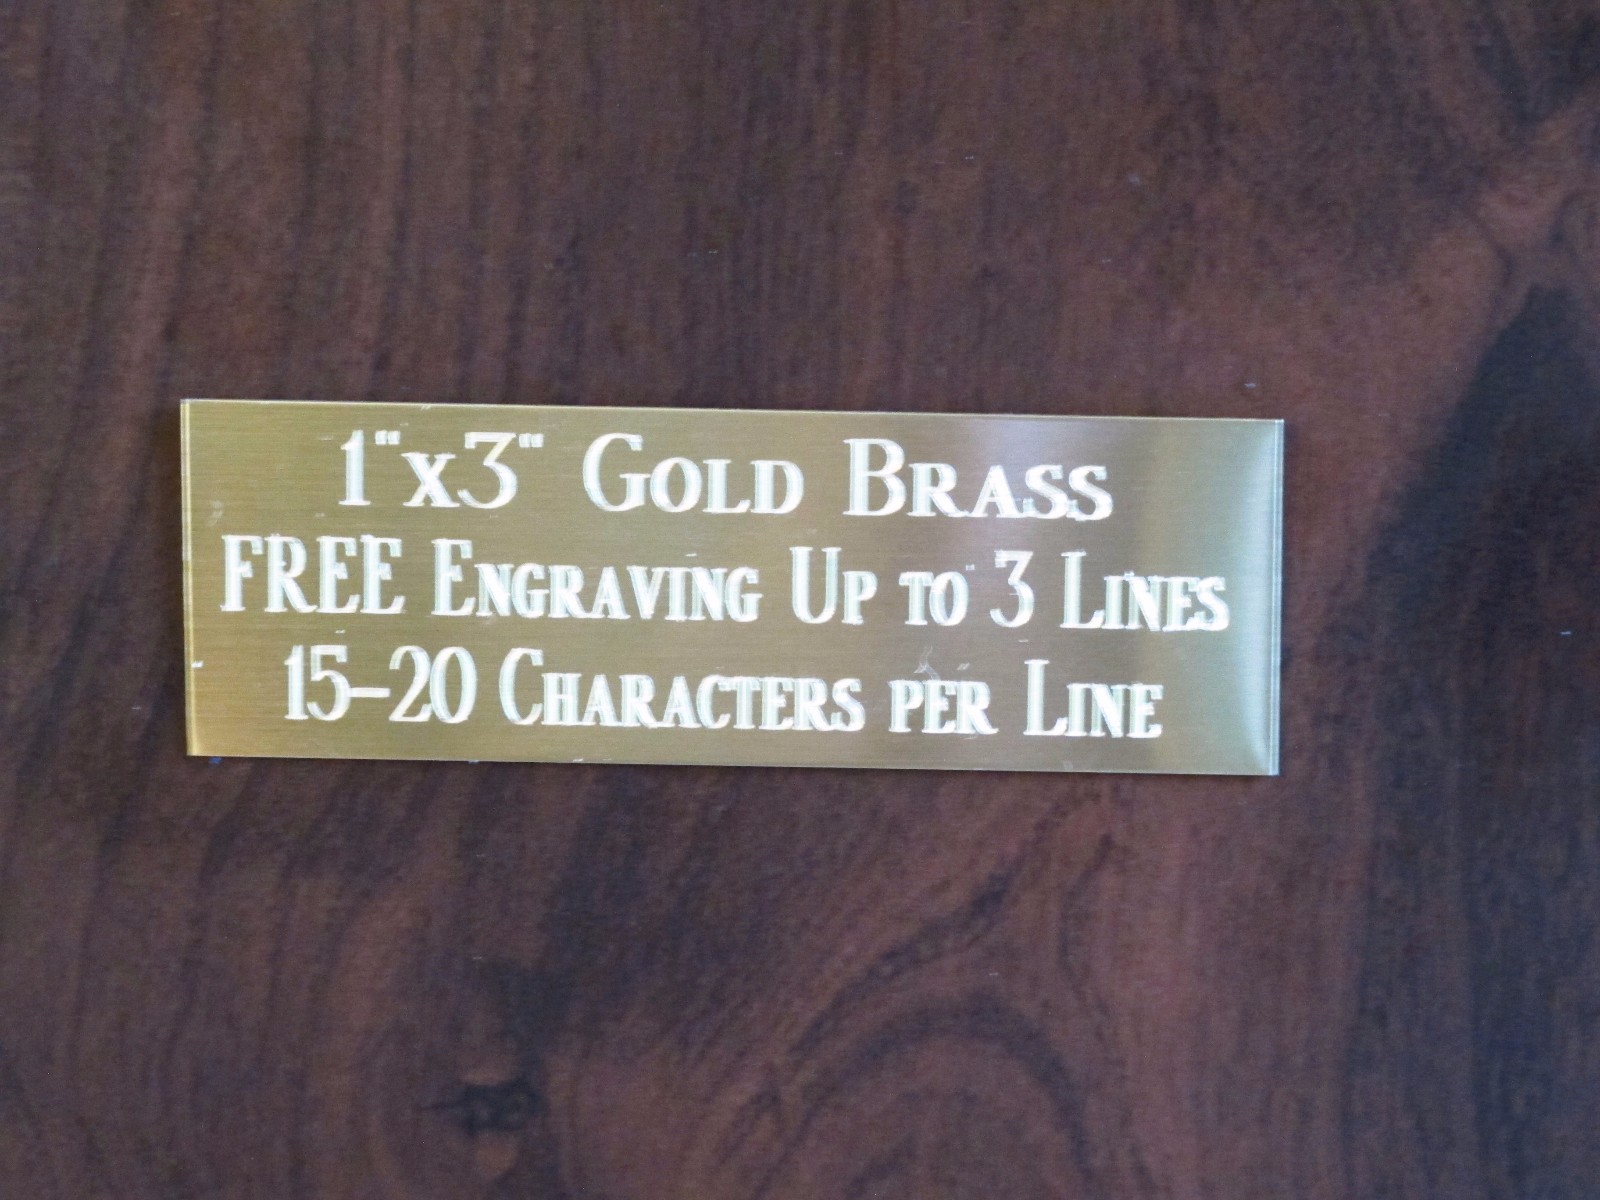 1"x3" Gold Brass
FREE Engraving Up to 3 Lines
15-20 Characters per Line